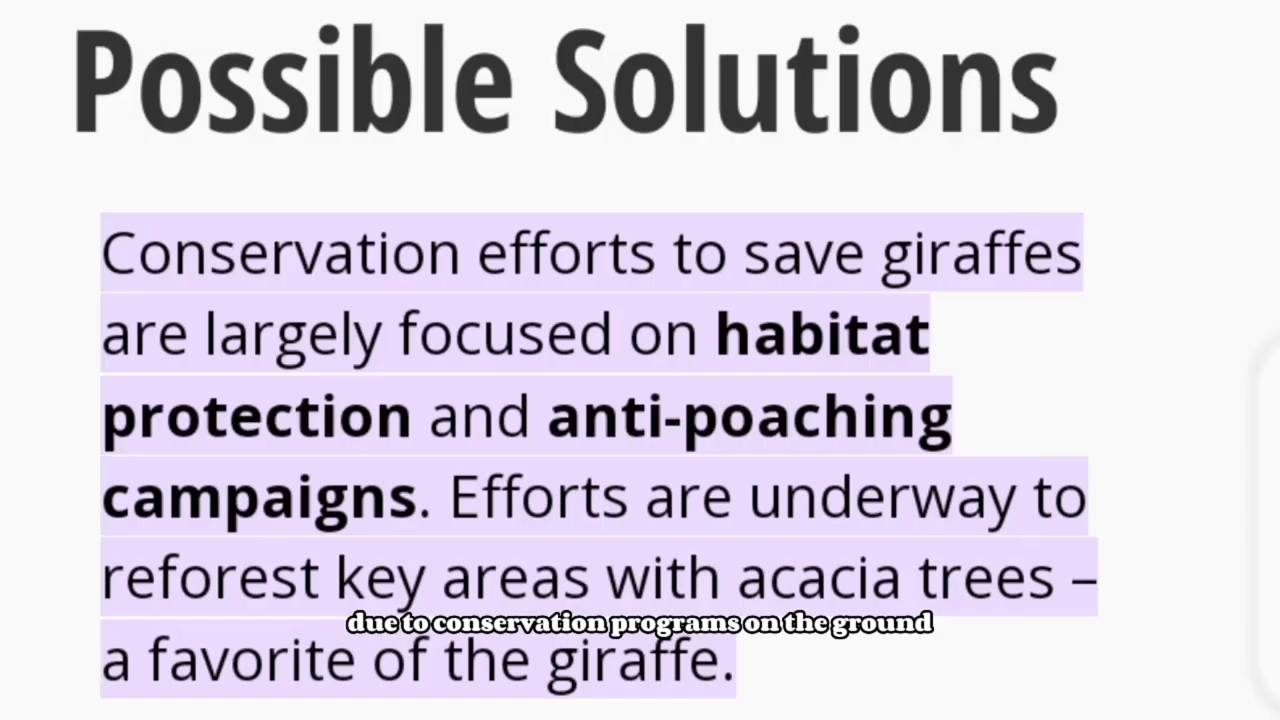 Possible Solutions
Conservation efforts to save giraffes
are largely focused on habitat
protection and anti-poaching
campaigns. Efforts are underway to
reforest key areas with acacia trees –
due to conservation programs on the ground
a favorite of the giraffe.